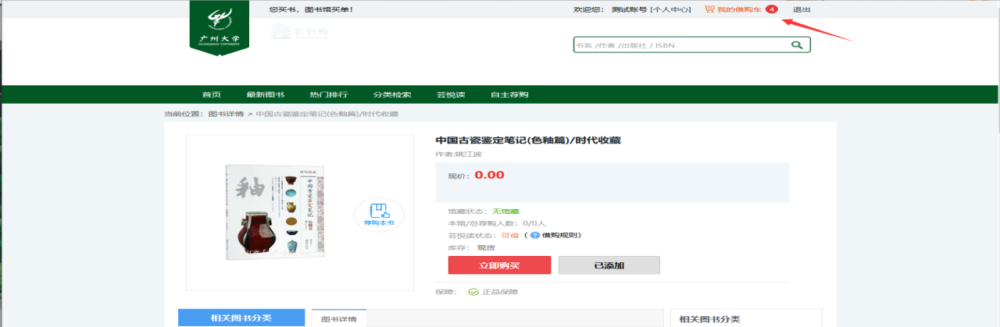 您买书，图书馆买单！
欢迎您： 测试账号 [个人中心] 我的借购车 4 退出
广州大学
GUANGZHOU UNIVERSITY
书名 /作者 /出版社 / ISBN
首页 最新图书 热门排行 分类检索 芸悦读 自主荐购
当前位置： 图书详情 > 中国古瓷鉴定笔记(色釉篇)/时代收藏
中国古瓷鉴定笔记(色釉篇)/时代收藏
作者:姚江波
现价：0.00
釉
中国古瓷鉴定笔记
色釉篇
荐购本书
馆藏状态： 无馆藏
本馆/总荐购人数： 0/0人
芸悦读状态： 可借 ( ? 借购规则)
库存： 现货
立即购买 已添加
保障： 正品保障
相关图书分类 图书详情 相关图书分类